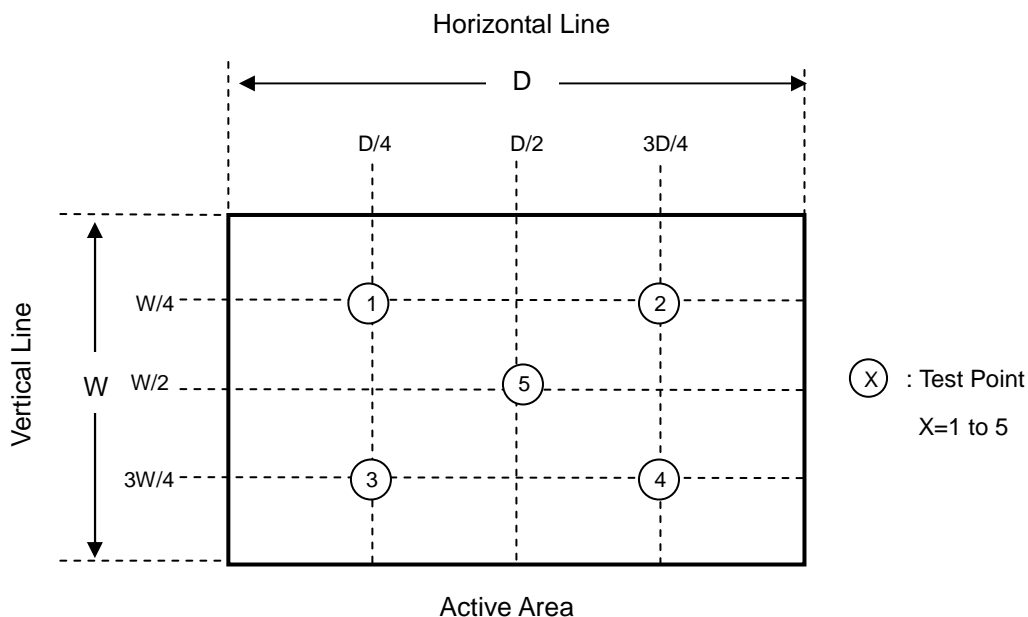 Horizontal Line
D
D/4 D/2 3D/4
W/4 1 2
Vertical Line
W W/2 5
X : Test Point
X=1 to 5
3W/4 3 4
Active Area